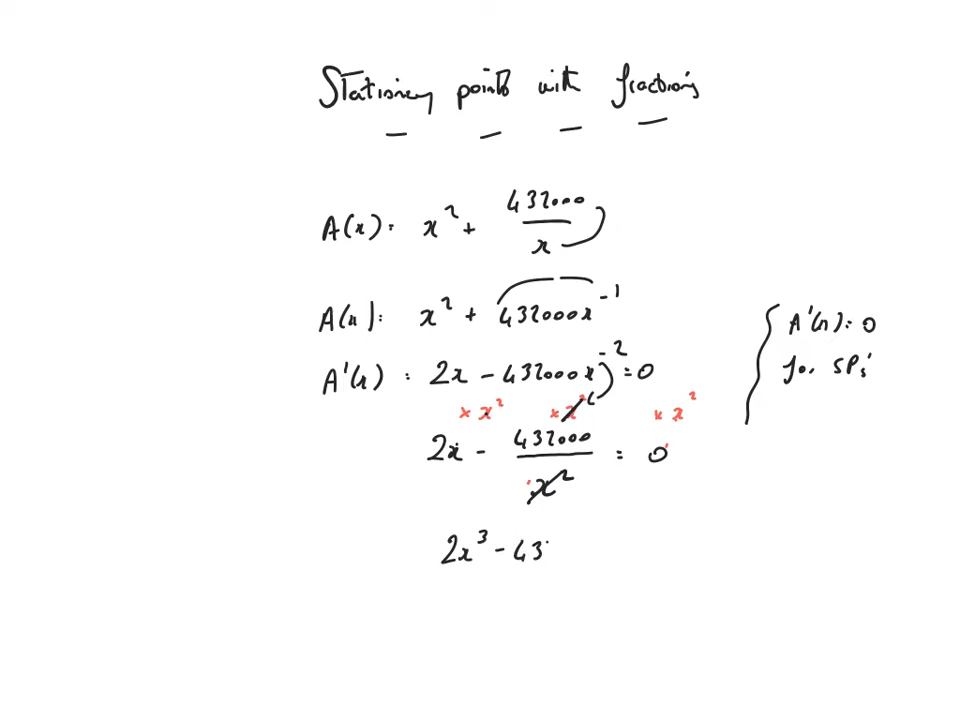 Stationery points with fractions
A(x) = x² + 432000/x
A(x) = x² + 432000x⁻¹
A'(x) = 2x - 432000x⁻² = 0
A'(x) = 0
for SPs
× x² × x² × x²
2x - 432000/x² = 0
2x³ - 43